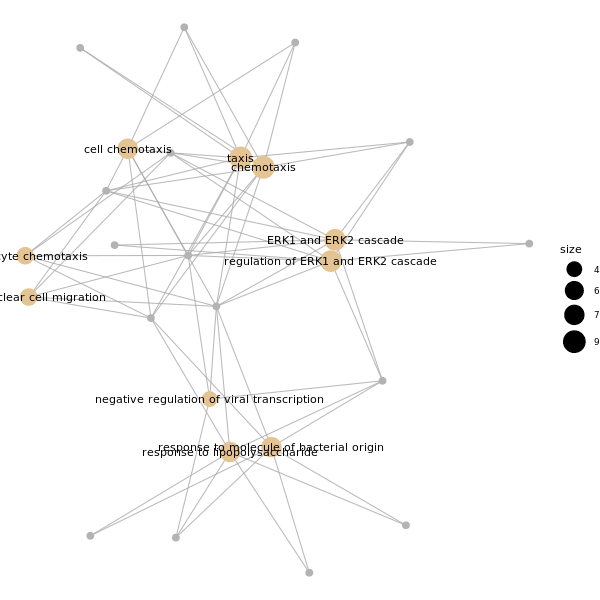 cell chemotaxis
taxis
chemotaxis
ERK1 and ERK2 cascade
cyte chemotaxis
regulation of ERK1 and ERK2 cascade
clear cell migration
size
4
6
7
9
negative regulation of viral transcription
response to molecule of bacterial origin
response to lipopolysaccharide